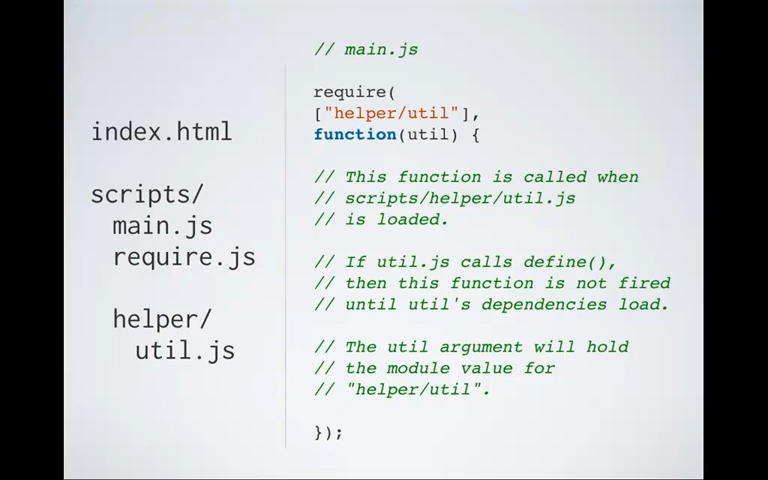 index.html
scripts/
main.js
require.js
helper/
util.js
// main.js
require(
["helper/util"],
function(util) {
// This function is called when
// scripts/helper/util.js
// is loaded.
// If util.js calls define(),
// then this function is not fired
// until util's dependencies load.
// The util argument will hold
// the module value for
// "helper/util".
});